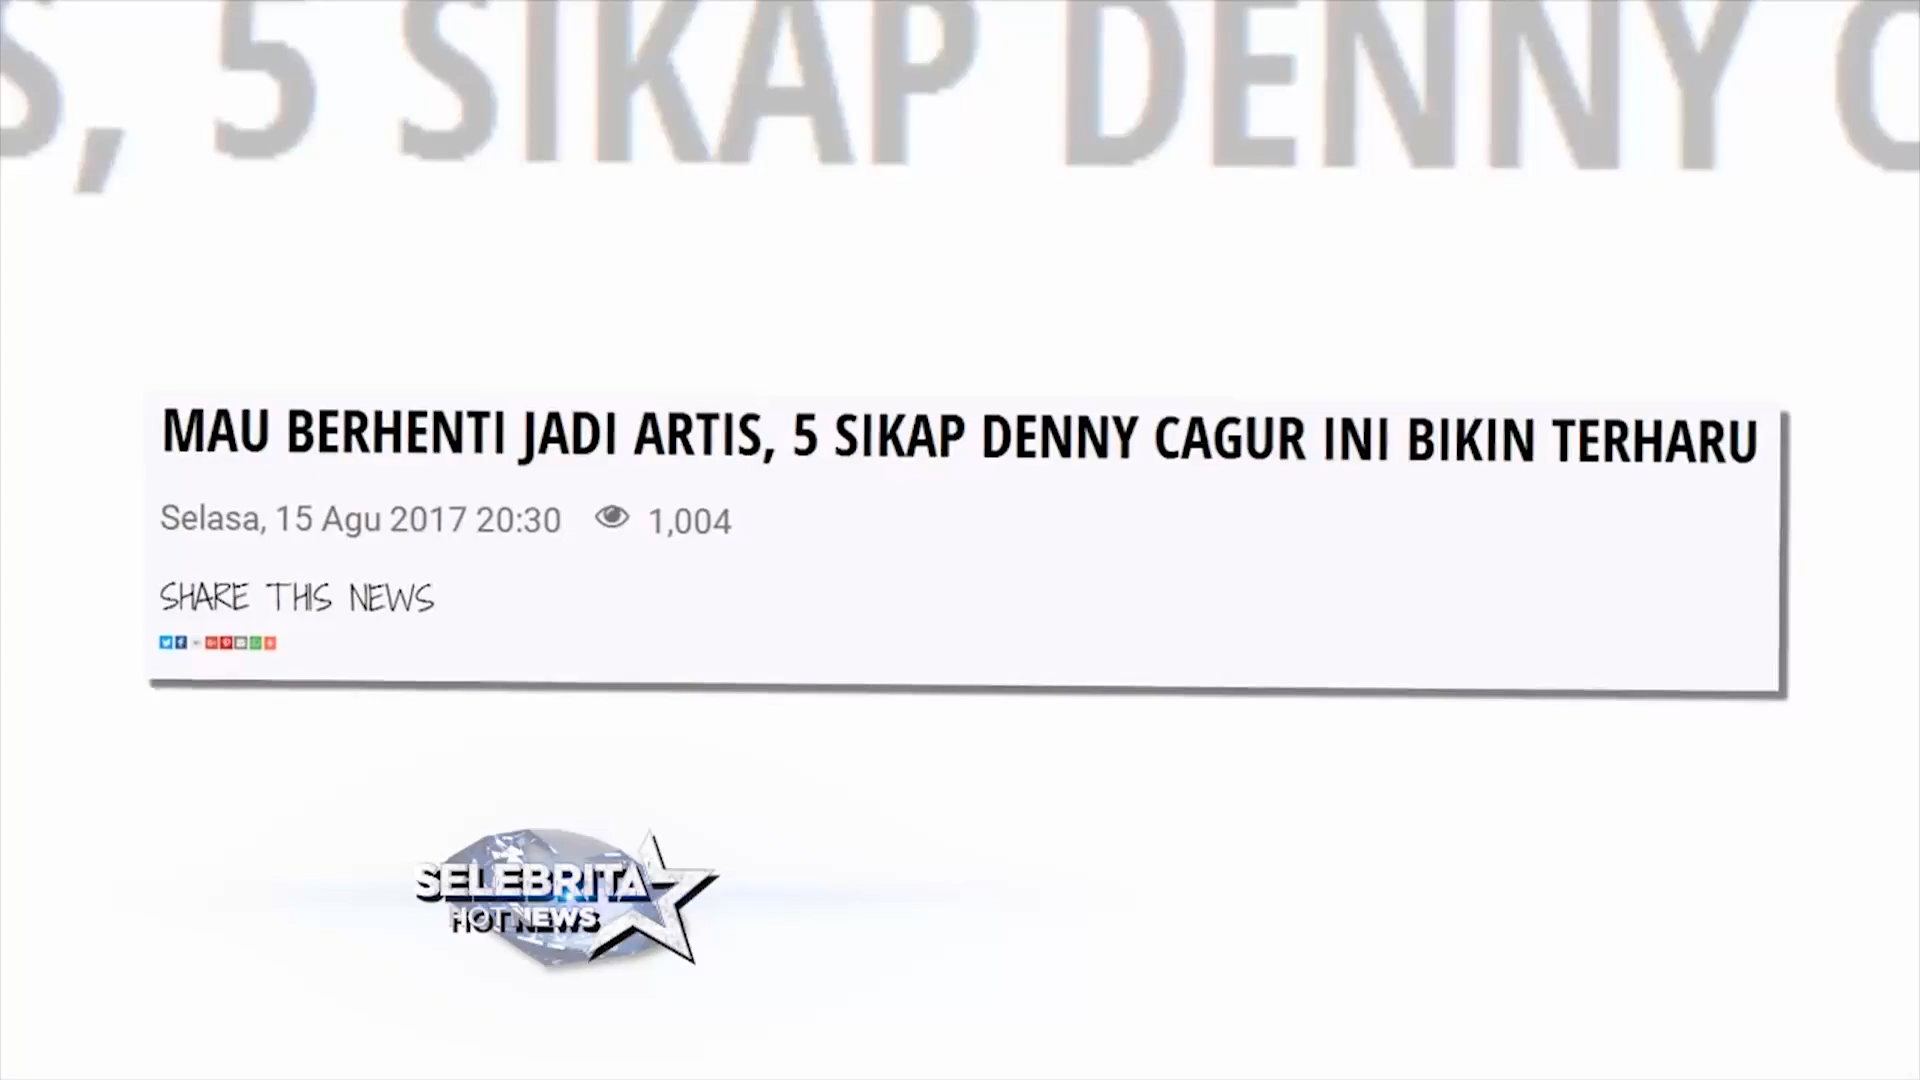 S, 5 SIKAP DENNY C
MAU BERHENTI JADI ARTIS, 5 SIKAP DENNY CAGUR INI BIKIN TERHARU
Selasa, 15 Agu 2017 20:30 1,004
SHARE THIS NEWS
SELEBRITA
HOT NEWS